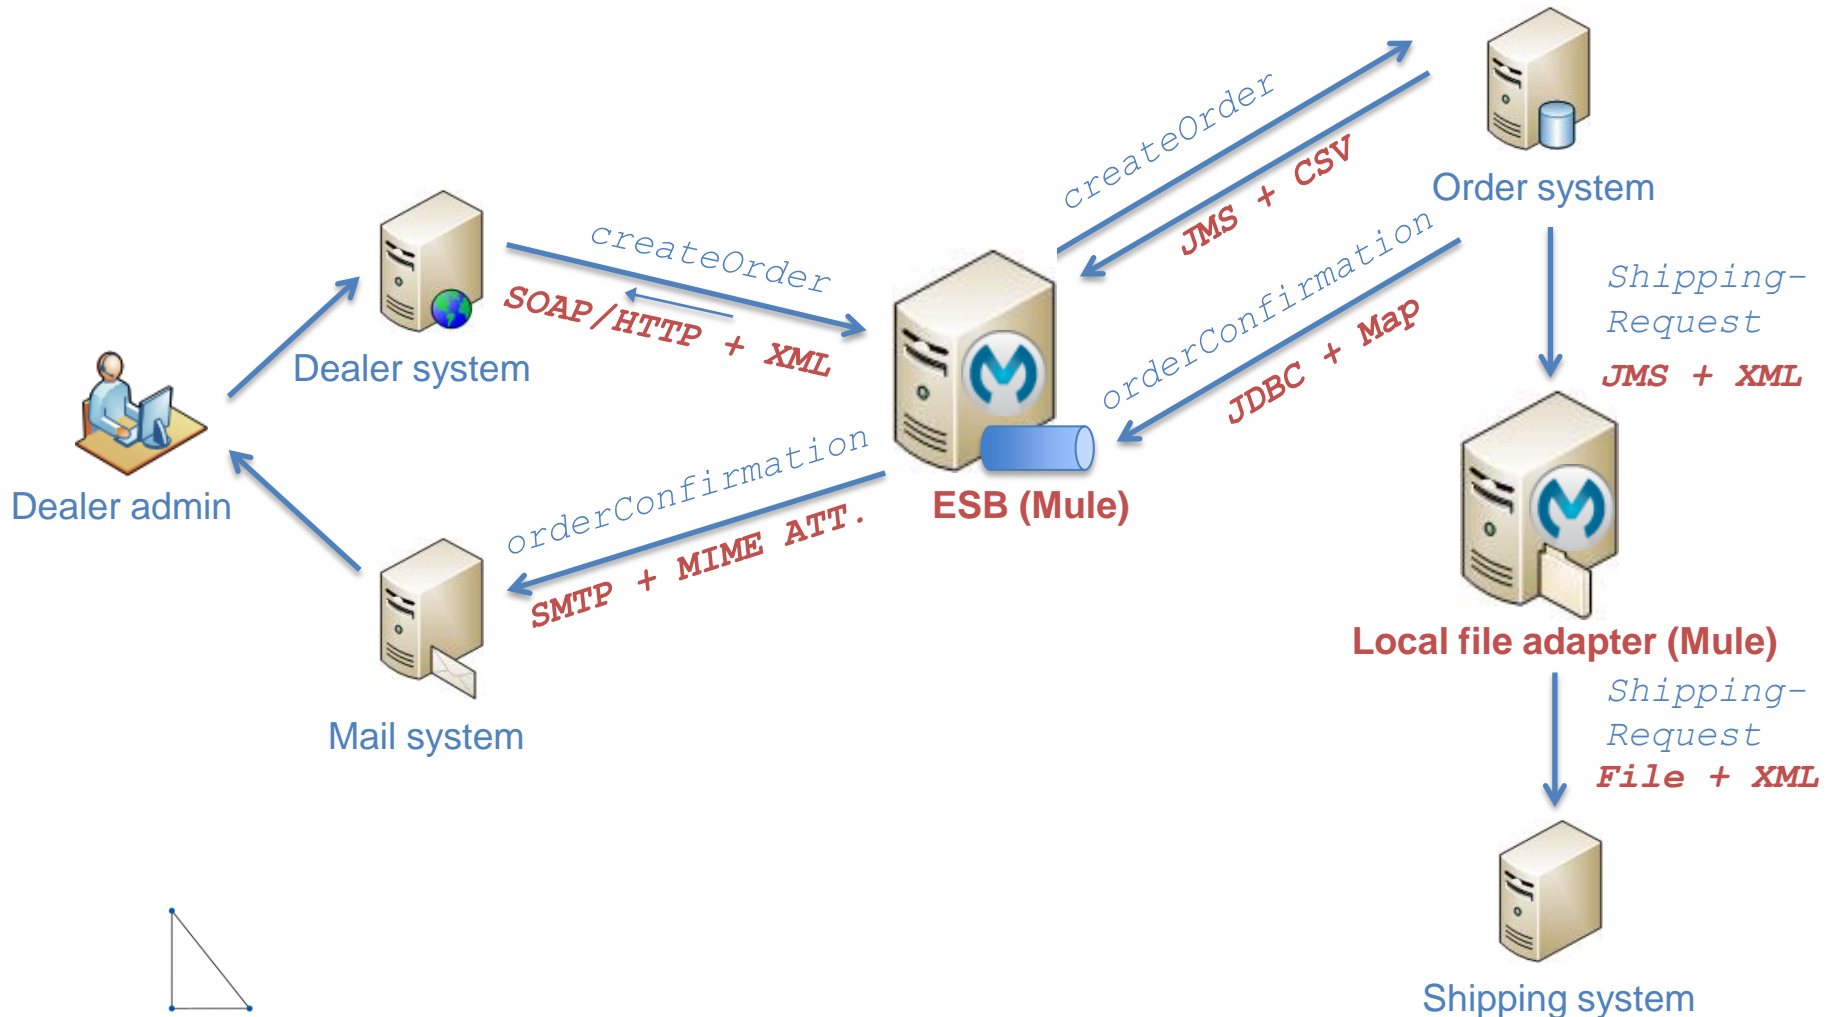 createOrder
JMS + CSV
Order system
createOrder
SOAP/HTTP + XML
Dealer system
orderConfirmation
JDBC + Map
Shipping-
Request
JMS + XML
Dealer admin
orderConfirmation
SMTP + MIME ATT.
ESB (Mule)
Local file adapter (Mule)
Mail system
Shipping-
Request
File + XML
Shipping system